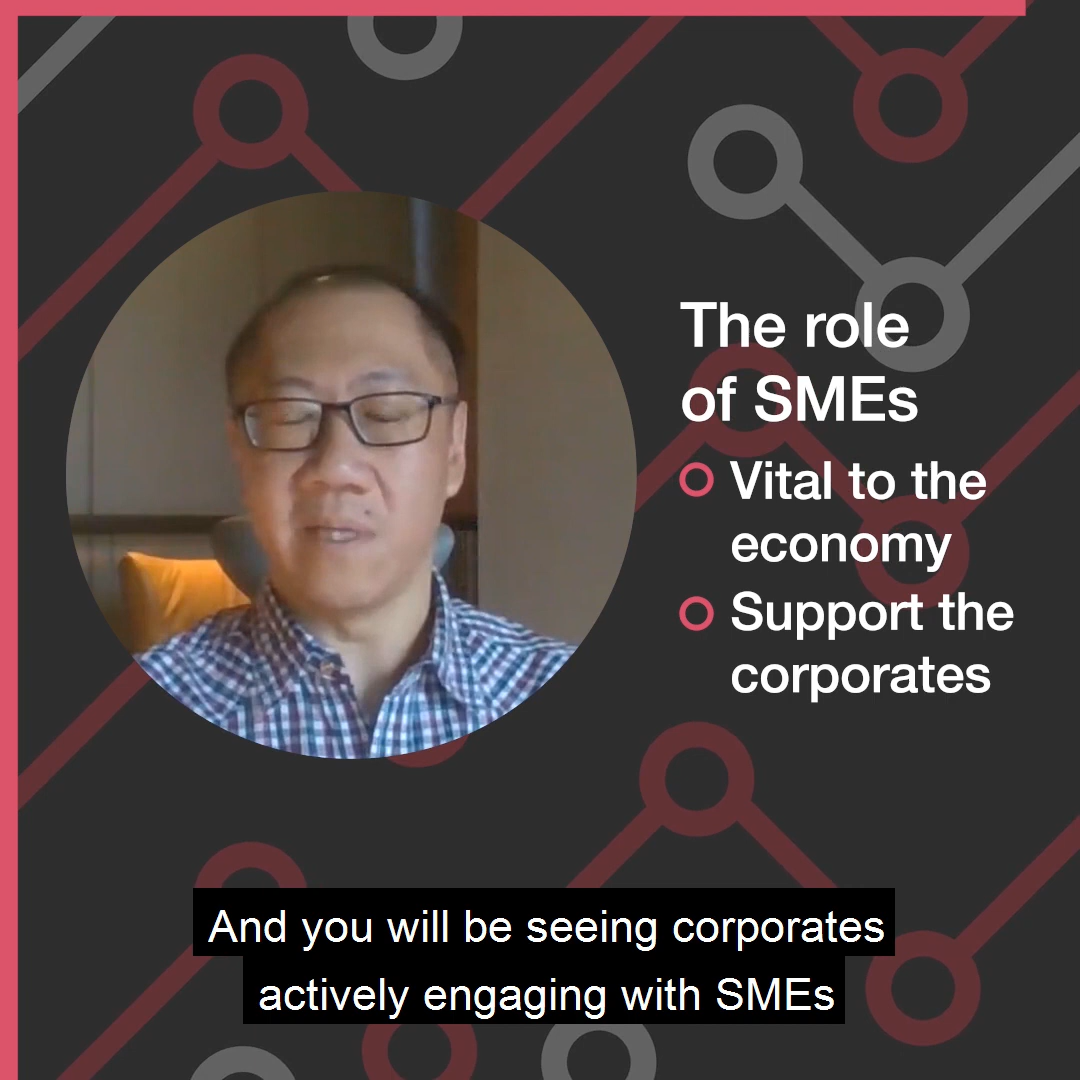 The role
of SMEs
Vital to the
economy
Support the
corporates
And you will be seeing corporates
actively engaging with SMEs